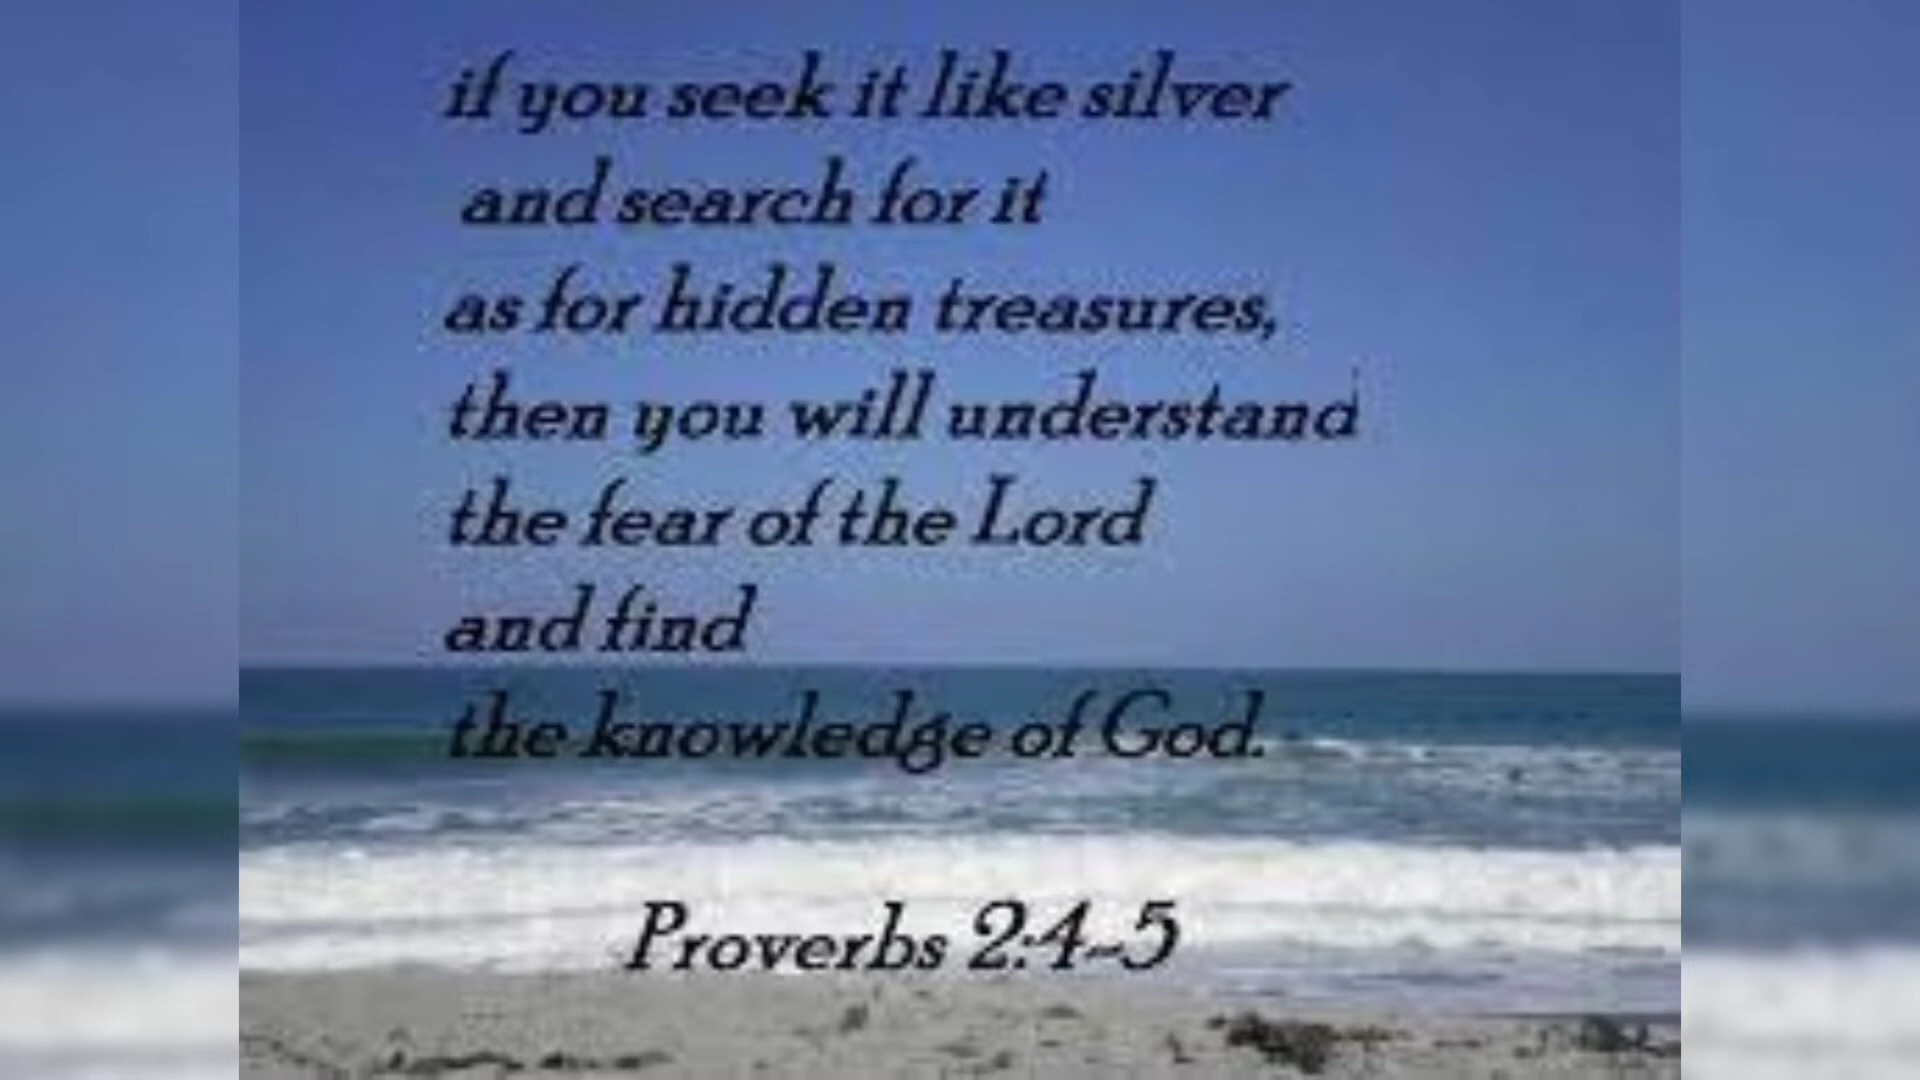 if you seek it like silver
and search for it
as for hidden treasures,
then you will understand
the fear of the Lord
and find
the knowledge of God.
Proverbs 2:4-5